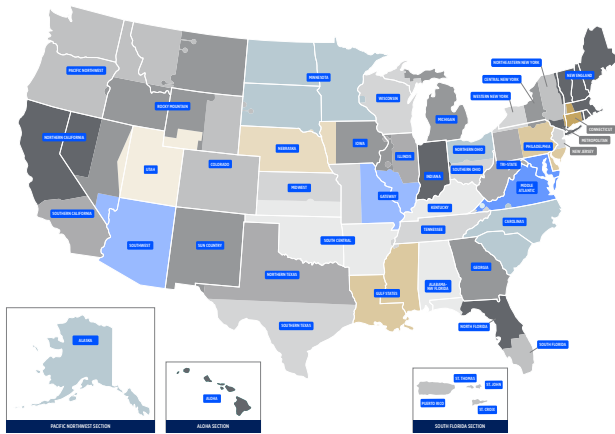 NORTHEASTERN NEW YORK
CENTRAL NEW YORK
WESTERN NEW YORK
NEW ENGLAND
PACIFIC NORTHWEST
MINNESOTA
WISCONSIN
ROCKY MOUNTAIN
MICHIGAN
CONNECTICUT
METROPOLITAN
NEW JERSEY
NORTHERN CALIFORNIA
NEBRASKA
IOWA
ILLINOIS
NORTHERN OHIO
PHILADELPHIA
UTAH
COLORADO
INDIANA
SOUTHERN OHIO
TRI-STATE
MIDWEST
GATEWAY
MIDDLE
ATLANTIC
SOUTHERN CALIFORNIA
KENTUCKY
SOUTHWEST
SUN COUNTRY
SOUTH CENTRAL
TENNESSEE
CAROLINAS
NORTHERN TEXAS
GEORGIA
GULF STATES
ALABAMA-
NW FLORIDA
SOUTHERN TEXAS
NORTH FLORIDA
SOUTH FLORIDA
ALASKA
PACIFIC NORTHWEST SECTION
ALOHA
ALOHA SECTION
ST. THOMAS
ST. JOHN
PUERTO RICO
ST. CROIX
SOUTH FLORIDA SECTION